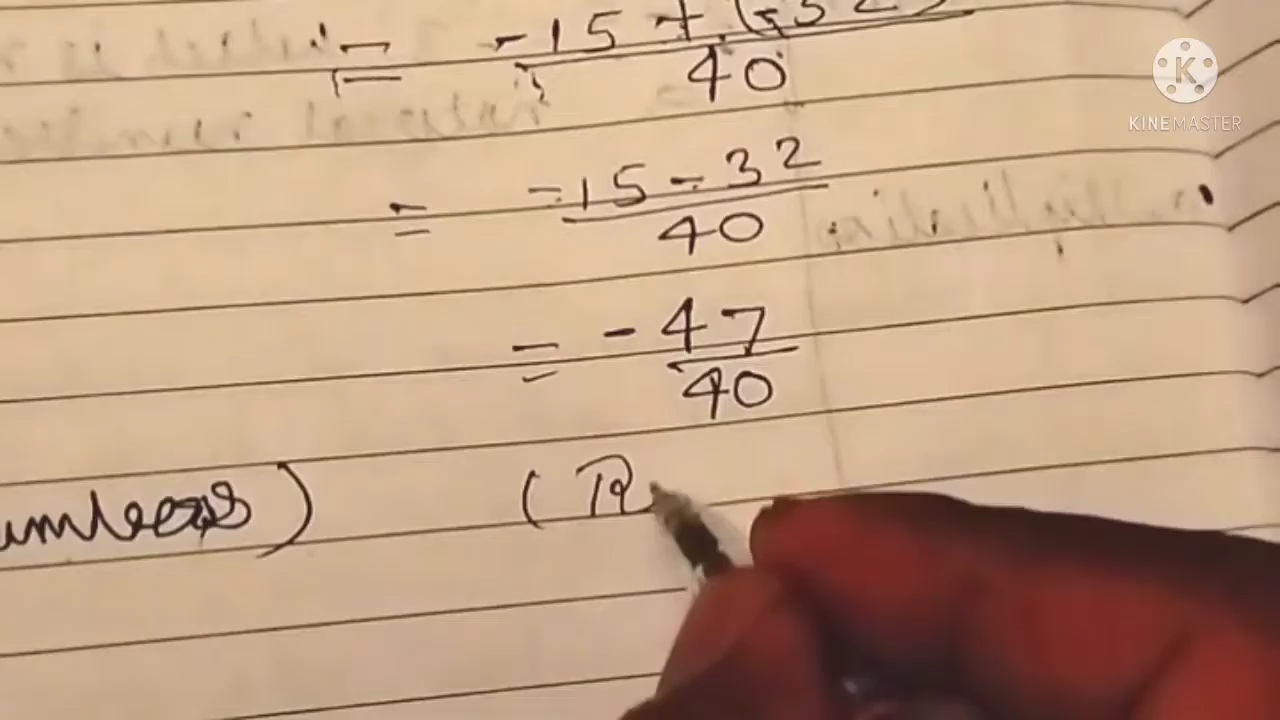 = -15 + (-32)
40
= -15 - 32
40
= -47
40
umbers) (R
K
KINEMASTER